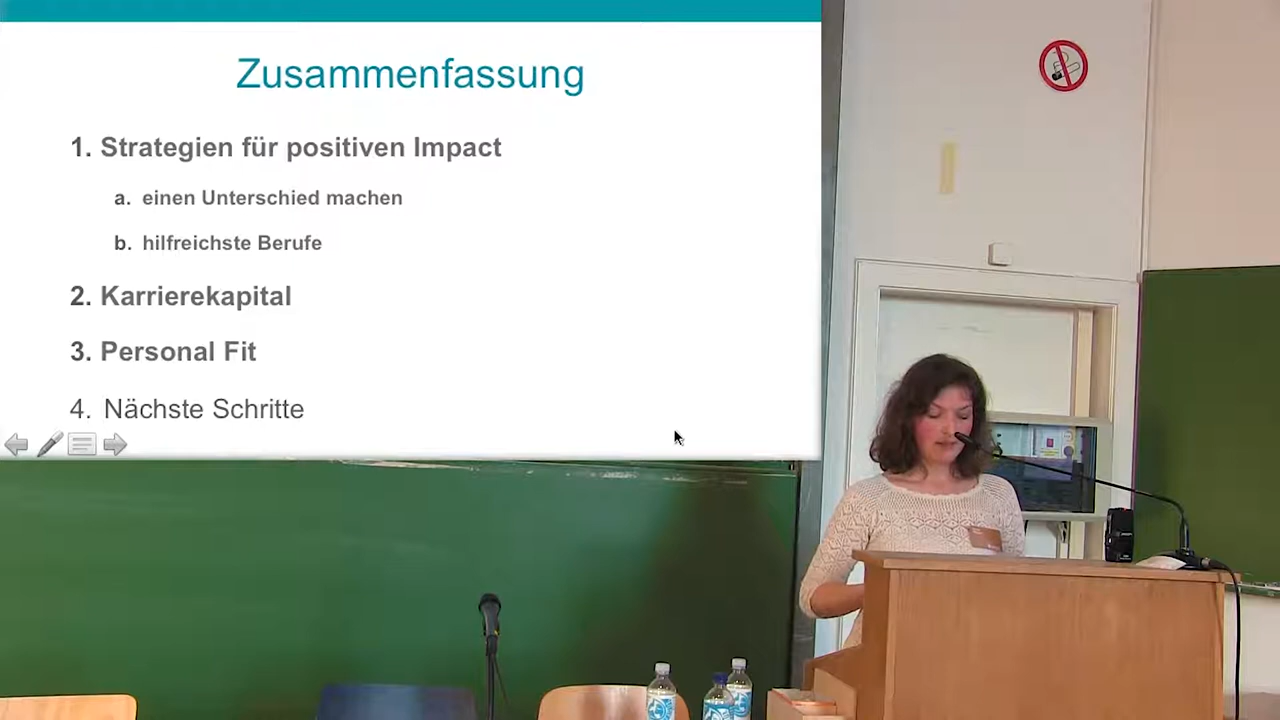 Zusammenfassung
1. Strategien für positiven Impact
a. einen Unterschied machen
b. hilfreichste Berufe
2. Karrierekapital
3. Personal Fit
4. Nächste Schritte